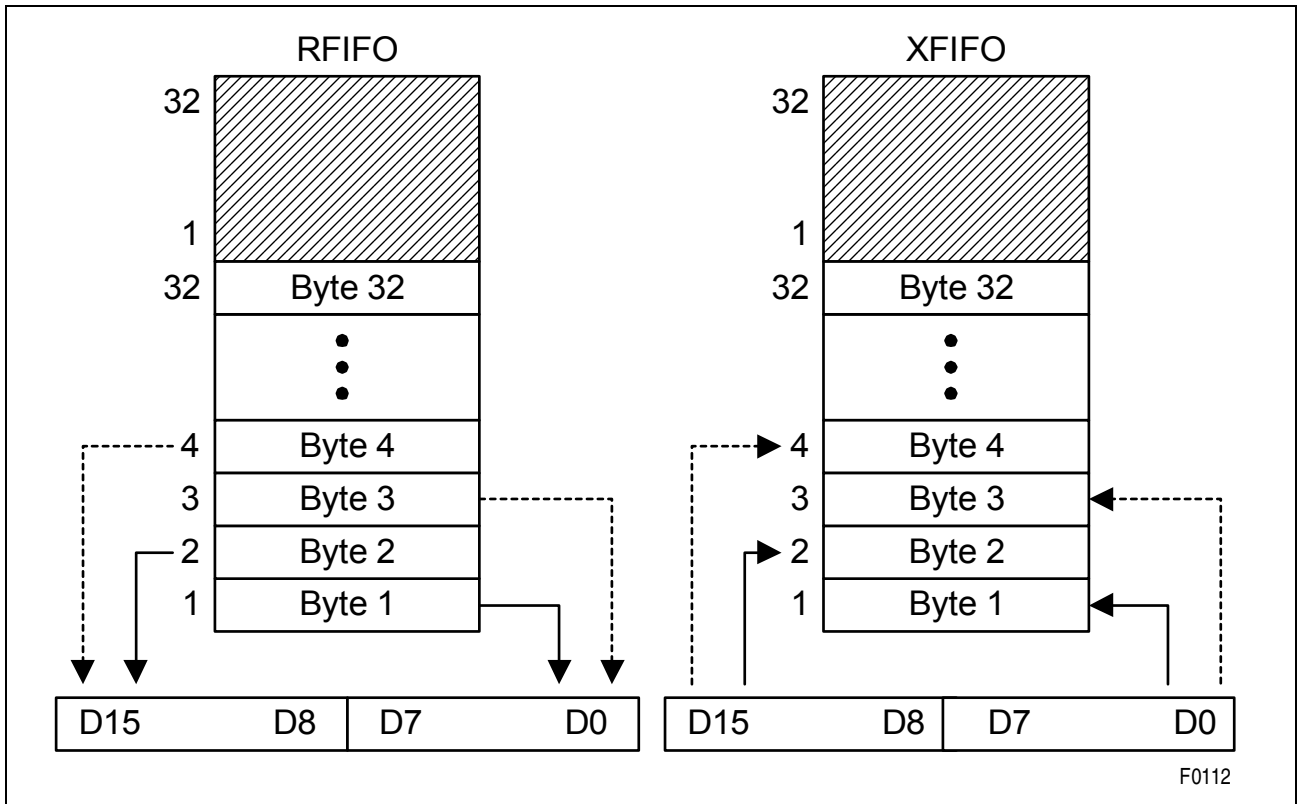 RFIFO
32
1
32 Byte 32
4 Byte 4
3 Byte 3
2 Byte 2
1 Byte 1
D15 D8 D7 D0
XFIFO
32
1
32 Byte 32
4 Byte 4
3 Byte 3
2 Byte 2
1 Byte 1
D15 D8 D7 D0
F0112